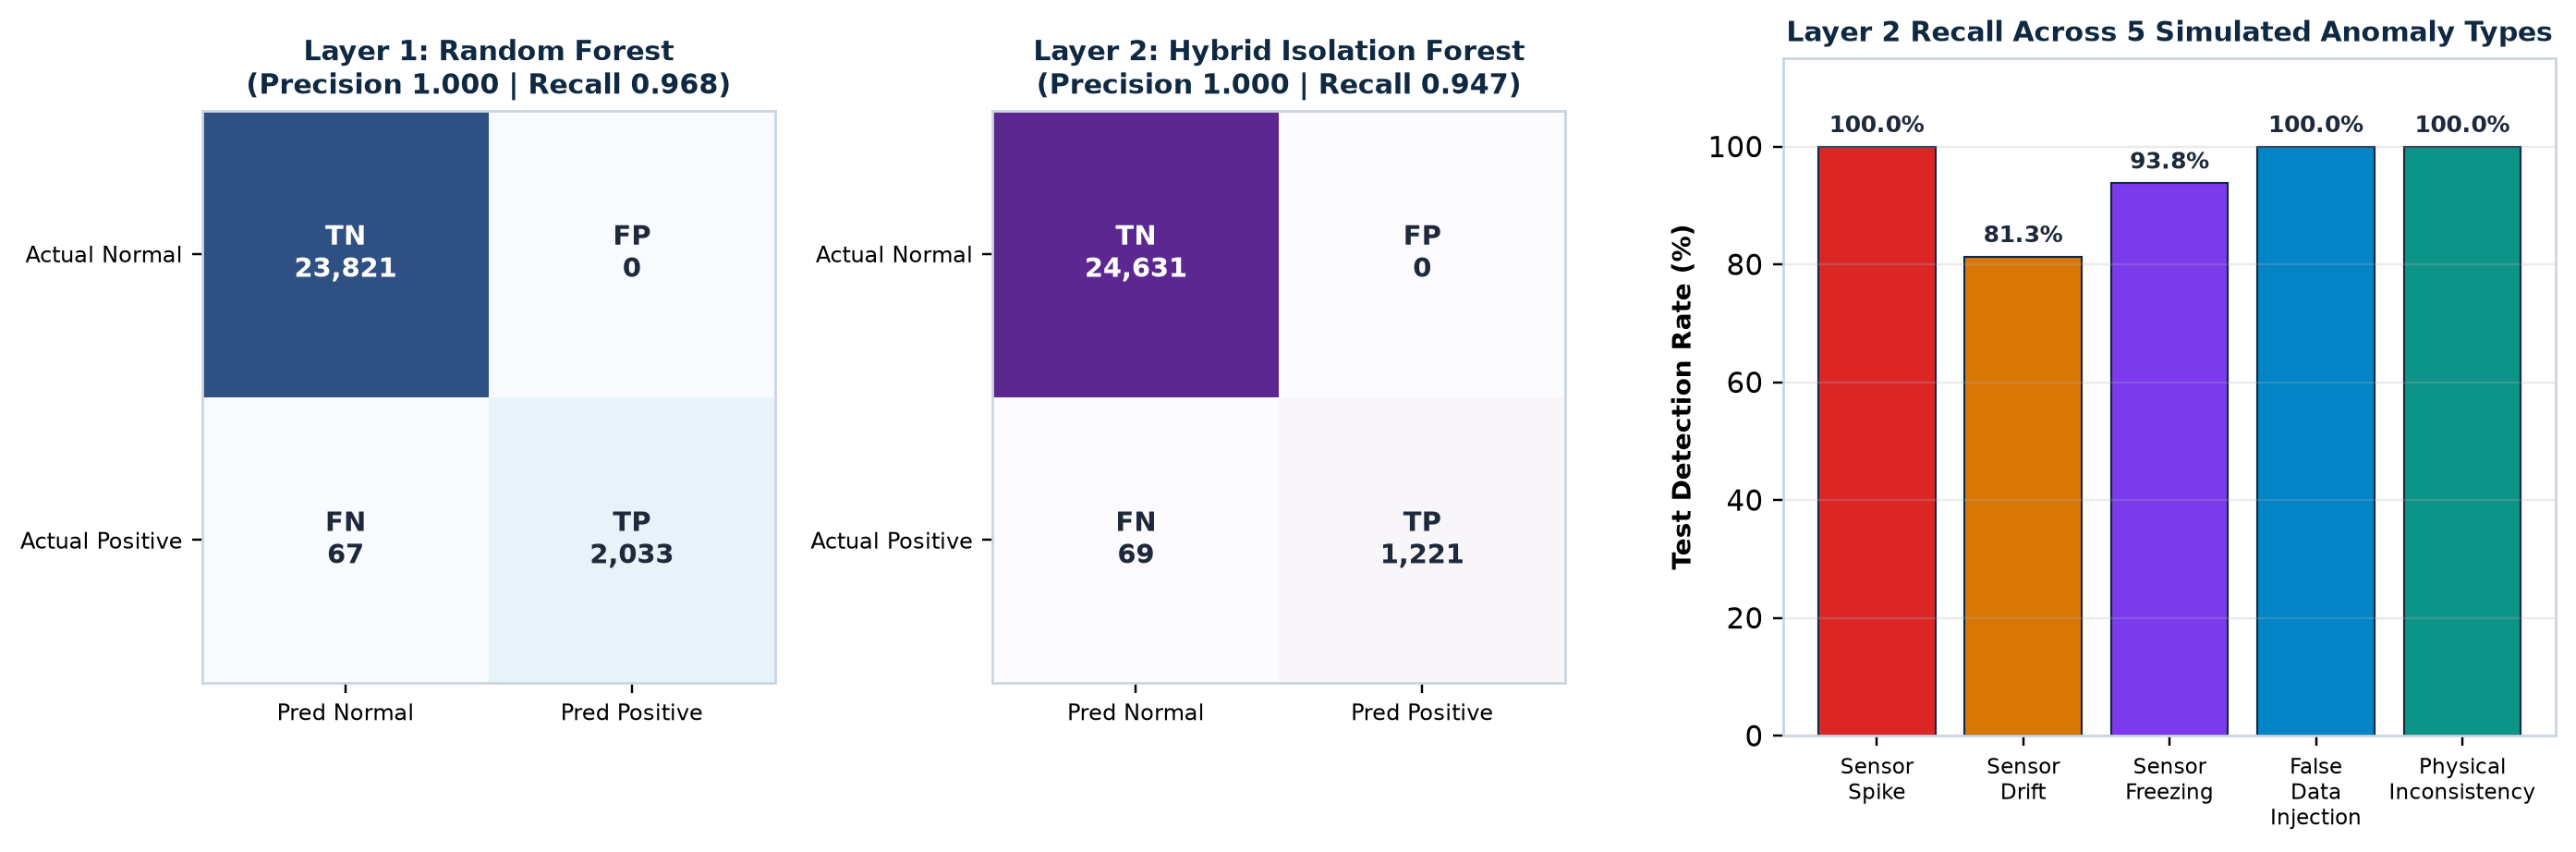 Layer 1: Random Forest
(Precision 1.000 | Recall 0.968)
Actual Normal
Actual Positive
TN
23,821
FP
0
FN
67
TP
2,033
Pred Normal
Pred Positive
Layer 2: Hybrid Isolation Forest
(Precision 1.000 | Recall 0.947)
Actual Normal
Actual Positive
TN
24,631
FP
0
FN
69
TP
1,221
Pred Normal
Pred Positive
Layer 2 Recall Across 5 Simulated Anomaly Types
Test Detection Rate (%)
100
80
60
40
20
0
100.0%
81.3%
93.8%
100.0%
100.0%
Sensor
Spike
Sensor
Drift
Sensor
Freezing
False
Data
Injection
Physical
Inconsistency